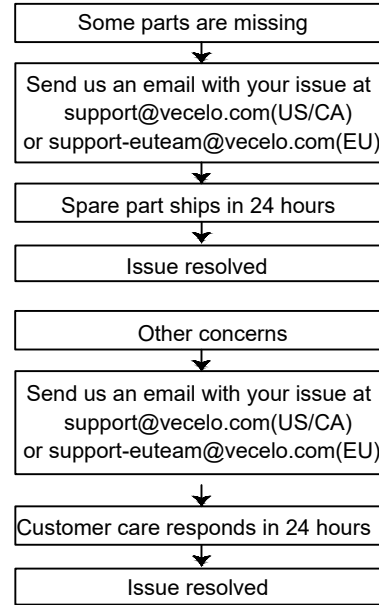 Some parts are missing
Send us an email with your issue at
support@vecelo.com(US/CA)
or support-euteam@vecelo.com(EU)
Spare part ships in 24 hours
Issue resolved
Other concerns
Send us an email with your issue at
support@vecelo.com(US/CA)
or support-euteam@vecelo.com(EU)
Customer care responds in 24 hours
Issue resolved